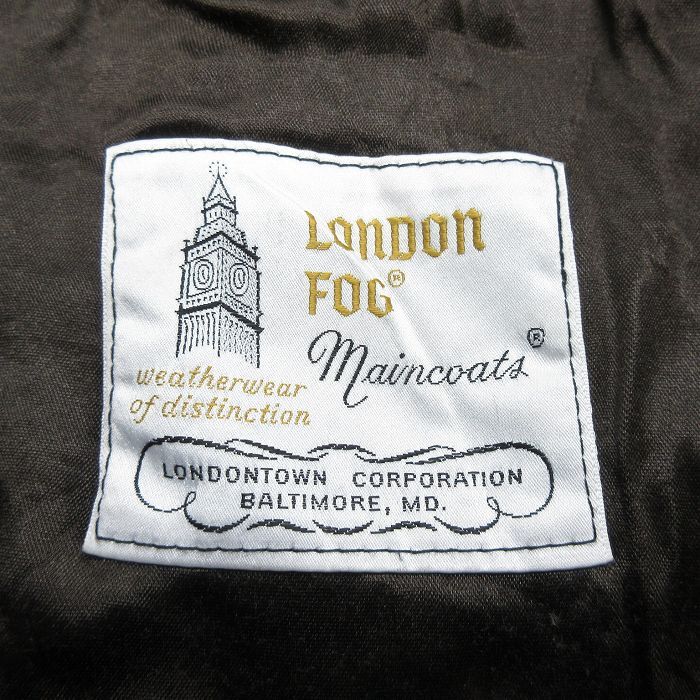 LONDON
FOG®
Maincoats®
weatherwear
of distinction
LONDONTOWN CORPORATION
BALTIMORE, MD.